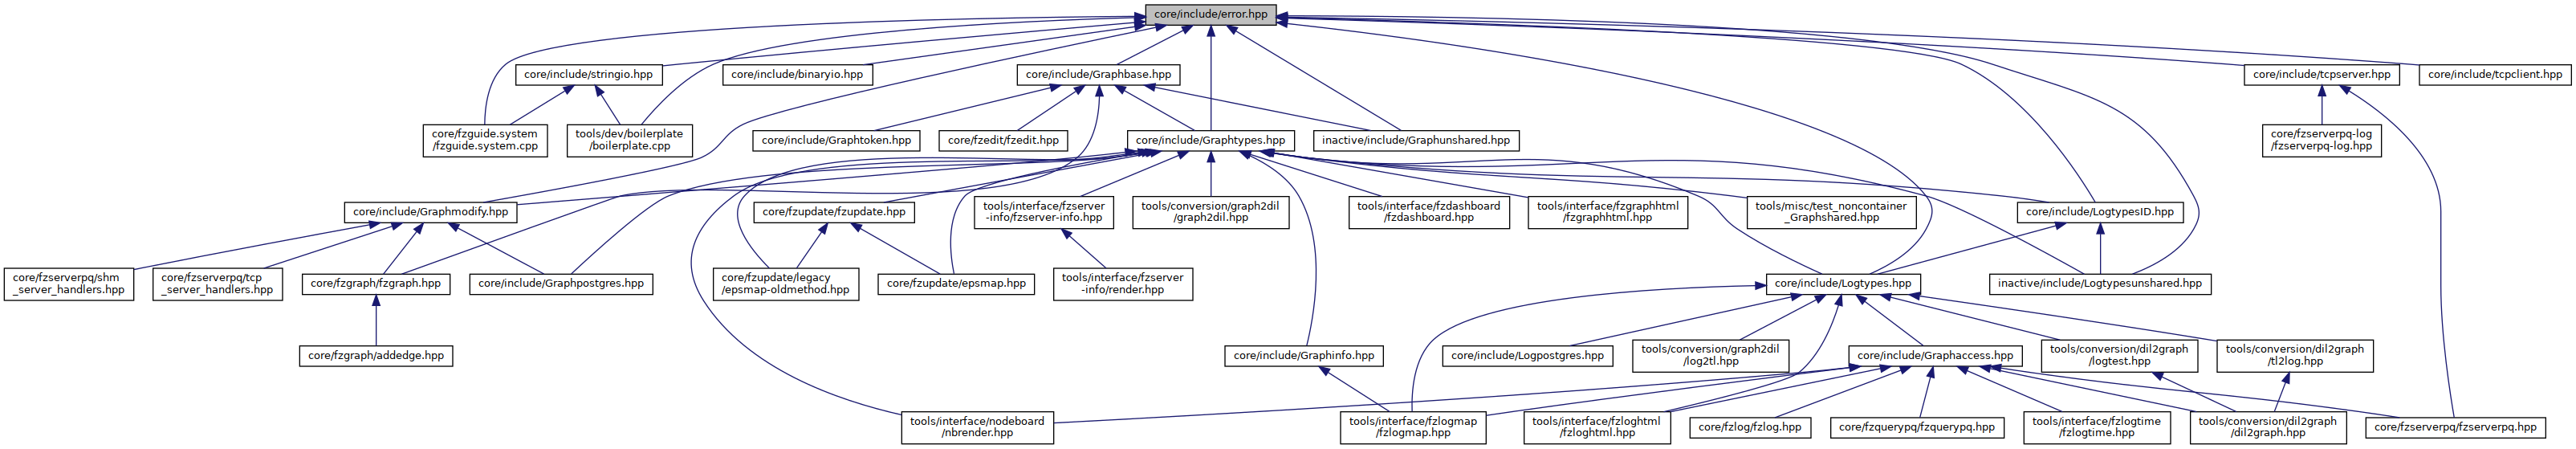 core/include/error.hpp
core/include/stringio.hpp
core/include/binaryio.hpp
core/include/Graphbase.hpp
core/include/tcpserver.hpp
core/include/tcpclient.hpp
core/fzguide.system
/fzguide.system.cpp
tools/dev/boilerplate
/boilerplate.cpp
core/include/Graphtoken.hpp
core/fzedit/fzedit.hpp
core/include/Graphtypes.hpp
inactive/include/Graphunshared.hpp
core/fzserverpq-log
/fzserverpq-log.hpp
core/include/Graphmodify.hpp
core/fzupdate/fzupdate.hpp
tools/interface/fzserver
-info/fzserver-info.hpp
tools/conversion/graph2dil
/graph2dil.hpp
tools/interface/fzdashboard
/fzdashboard.hpp
tools/interface/fzgraphhtml
/fzgraphhtml.hpp
tools/misc/test_noncontainer
_Graphshared.hpp
core/include/LogtypesID.hpp
core/fzserverpq/shm
_server_handlers.hpp
core/fzserverpq/tcp
_server_handlers.hpp
core/fzgraph/fzgraph.hpp
core/include/Graphpostgres.hpp
core/fzupdate/legacy
/epsmap-oldmethod.hpp
core/fzupdate/epsmap.hpp
tools/interface/fzserver
-info/render.hpp
core/include/Logtypes.hpp
inactive/include/Logtypesunshared.hpp
core/fzgraph/addedge.hpp
core/include/Graphinfo.hpp
core/include/Logpostgres.hpp
tools/conversion/graph2dil
/log2tl.hpp
core/include/Graphaccess.hpp
tools/conversion/dil2graph
/logtest.hpp
tools/conversion/dil2graph
/tl2log.hpp
tools/interface/nodeboard
/nbrender.hpp
tools/interface/fzlogmap
/fzlogmap.hpp
tools/interface/fzloghtml
/fzloghtml.hpp
core/fzlog/fzlog.hpp
core/fzquerypq/fzquerypq.hpp
tools/interface/fzlogtime
/fzlogtime.hpp
tools/conversion/dil2graph
/dil2graph.hpp
core/fzserverpq/fzserverpq.hpp